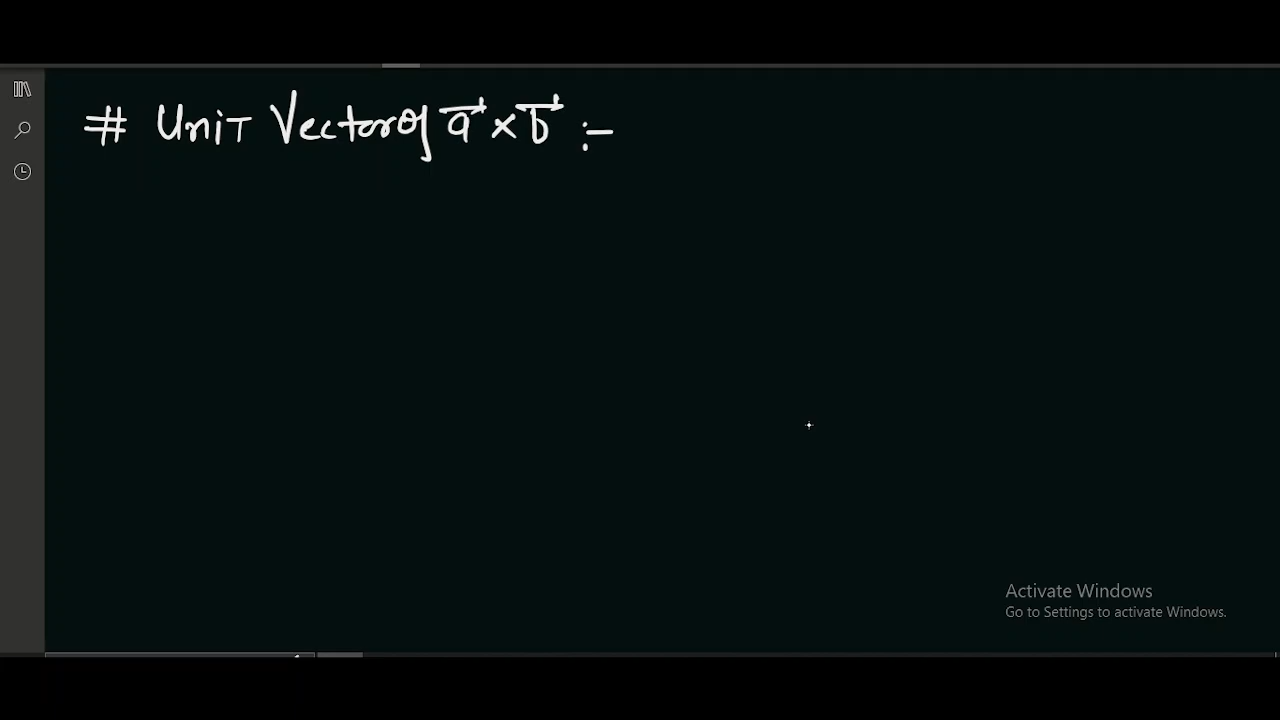 # Unit Vector of a⃗ × b⃗ :-
Activate Windows
Go to Settings to activate Windows.